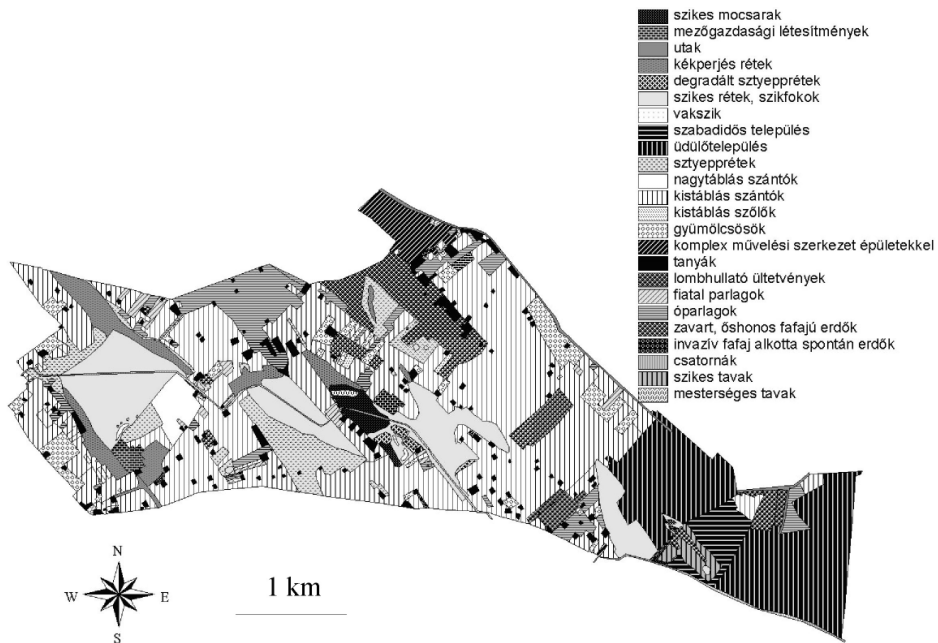 szikes mocsarak
mezőgazdasági létesítmények
utak
kékperjés rétek
degradált sztyepprétek
szikes rétek, szikfokok
vakszik
szabadidős település
üdülőtelepülés
sztyepprétek
nagytáblás szántók
kistáblás szántók
kistáblás szőlők
gyümölcsösök
komplex művelési szerkezet épületekkel
tanyák
lombhullató ültetvények
fiatal parlagok
óparlagok
zavart, őshonos fafajú erdők
invazív fafaj alkotta spontán erdők
csatornák
szikes tavak
mesterséges tavak
N
W E
S
1 km